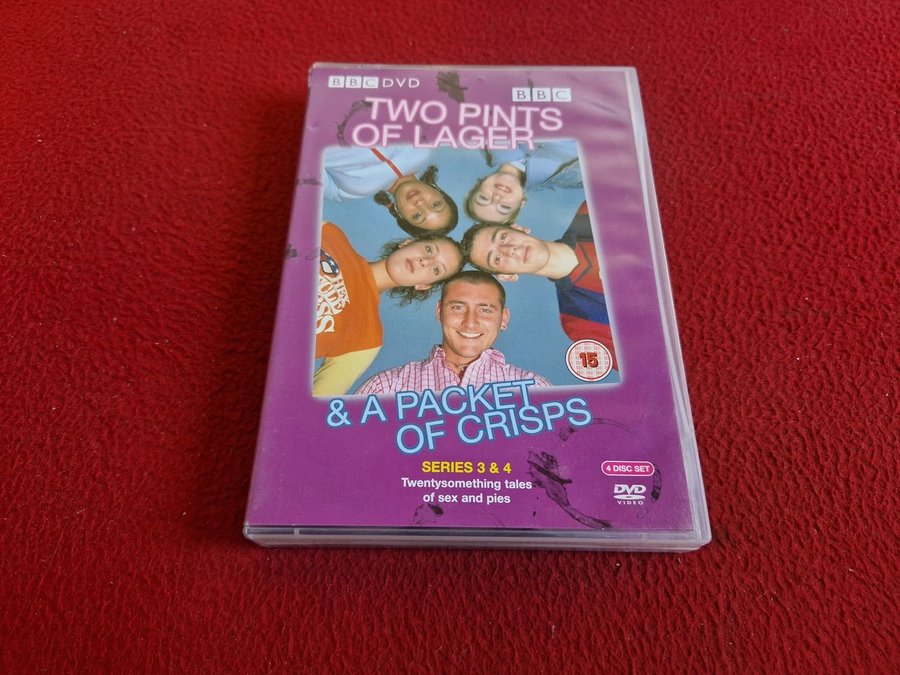 BBC DVD
BBC
TWO PINTS
OF LAGER
15
& A PACKET
OF CRISPS
SERIES 3 & 4
4 DISC SET
Twentysomething tales
of sex and pies
DVD
VIDEO